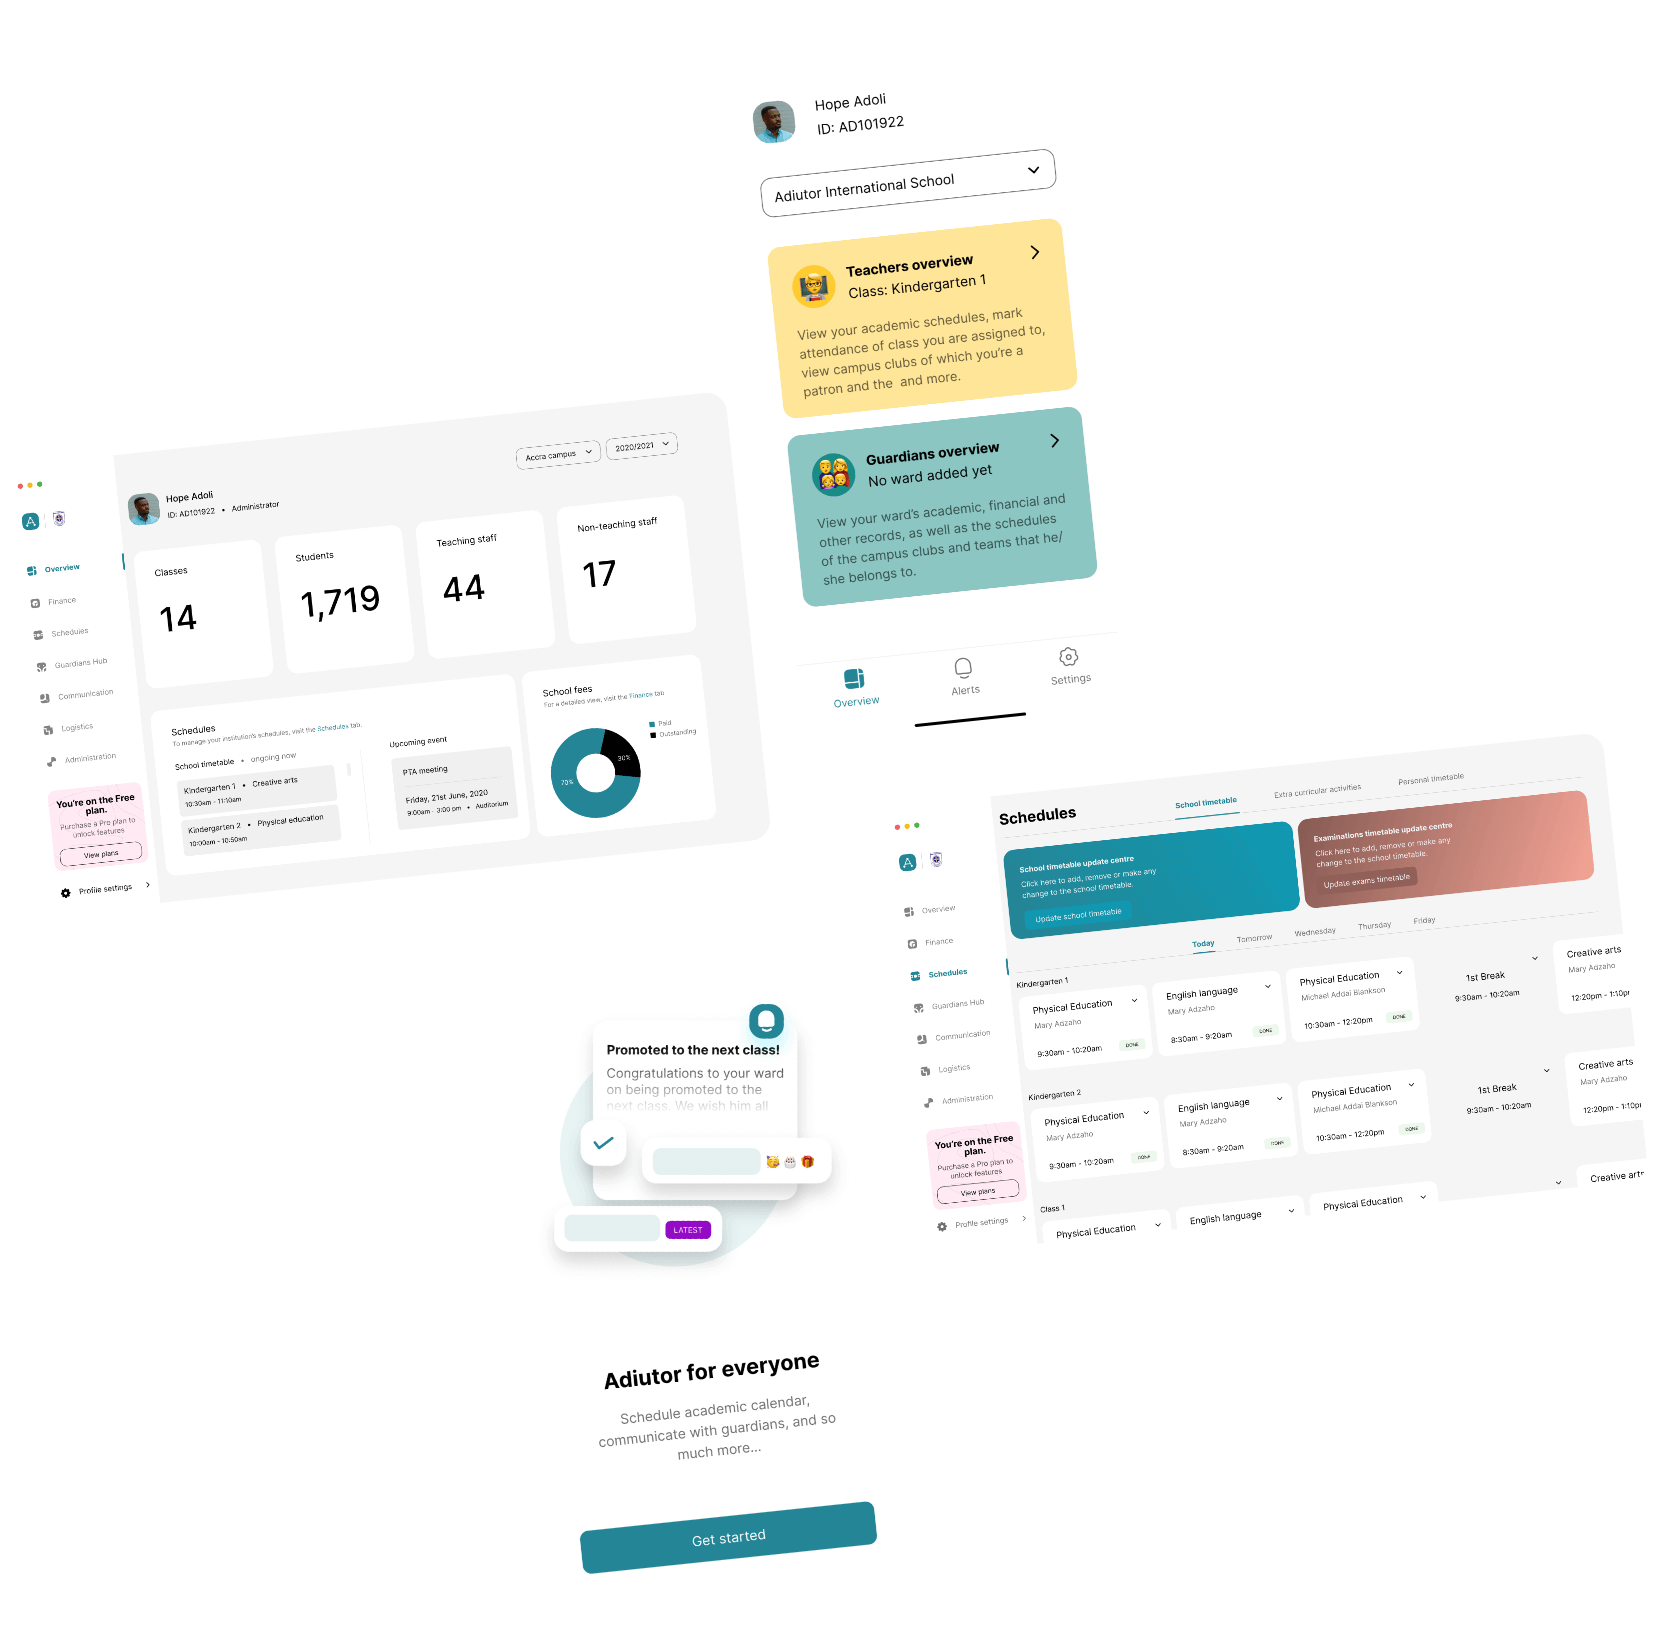 Hope Adoli
ID: AD101922
Adiutor International School
Teachers overview
Class: Kindergarten 1
View your academic schedules, mark
attendance of class you are assigned to,
view campus clubs of which you're a
patron and the and more.
Guardians overview
No ward added yet
View your ward's academic, financial and
other records, as well as the schedules
of the campus clubs and teams that he/
she belongs to.
Overview
Alerts
Settings
Accra campus
2020/2021
Hope Adoli
ID: AD101922 • Administrator
Overview
Finance
Schedules
Guardians Hub
Communication
Logistics
Administration
You're on the Free
plan.
Purchase a Pro plan to
unlock features
View plans
Profile settings
Classes
14
Students
1,719
Teaching staff
44
Non-teaching staff
17
Schedules
To manage your institution's schedules, visit the Schedules tab.
School timetable • ongoing now
Kindergarten 1 • Creative arts
10:30am - 11:10am
Kindergarten 2 • Physical education
10:00am - 10:50am
Upcoming event
PTA meeting
Friday, 21st June, 2020
9:00am - 3:00 pm • Auditorium
School fees
For a detailed view, visit the Finance tab
Paid
Outstanding
70%
30%
Overview
Finance
Schedules
Guardians Hub
Communication
Logistics
Administration
You're on the Free
plan.
Purchase a Pro plan to
unlock features
View plans
Profile settings
Schedules
School timetable
Extra curricular activities
Personal timetable
School timetable update centre
Click here to add, remove or make any
change to the school timetable.
Update school timetable
Examinations timetable update centre
Click here to add, remove or make any
change to the school timetable.
Update exams timetable
Today
Tomorrow
Wednesday
Thursday
Friday
Kindergarten 1
Physical Education
Mary Adzaho
9:30am - 10:20am
DONE
English language
Mary Adzaho
8:30am - 9:20am
DONE
Physical Education
Michael Addai Blankson
10:30am - 12:20pm
DONE
1st Break
9:30am - 10:20am
Creative arts
Mary Adzaho
12:20pm - 1:10p
Kindergarten 2
Physical Education
Mary Adzaho
9:30am - 10:20am
DONE
English language
Mary Adzaho
8:30am - 9:20am
DONE
Physical Education
Michael Addai Blankson
10:30am - 12:20pm
DONE
1st Break
9:30am - 10:20am
Creative arts
Mary Adzaho
12:20pm - 1:10p
Class 1
Physical Education
English language
Physical Education
Creative arts
Promoted to the next class!
Congratulations to your ward
on being promoted to the
next class. We wish him all
LATEST
Adiutor for everyone
Schedule academic calendar,
communicate with guardians, and so
much more...
Get started